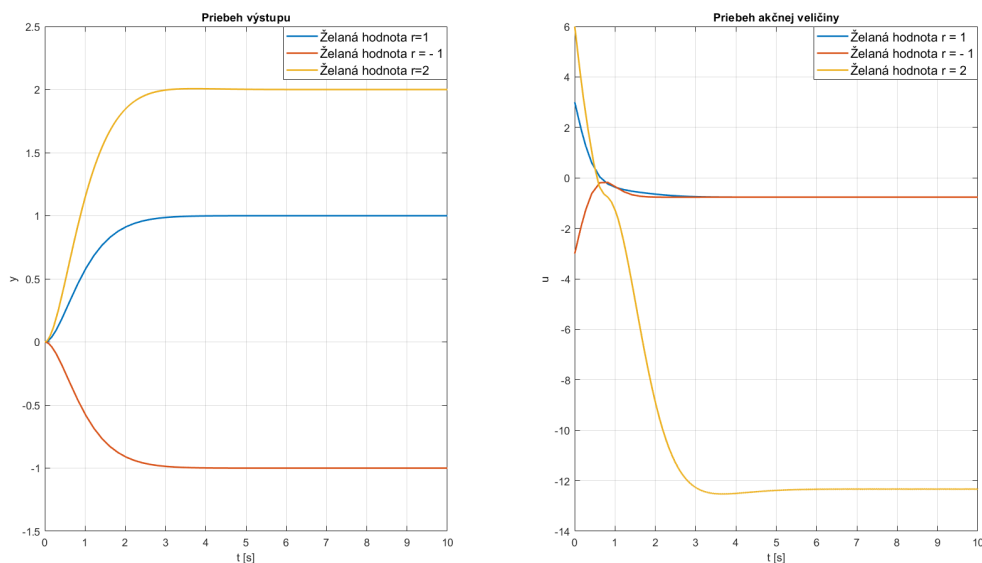 Priebeh výstupu
2.5
2
1.5
1
0.5
0
-0.5
-1
-1.5
y
0 1 2 3 4 5 6 7 8 9 10
t [s]
Želaná hodnota r=1
Želaná hodnota r = - 1
Želaná hodnota r=2
Priebeh akčnej veličiny
6
4
2
0
-2
-4
-6
-8
-10
-12
-14
u
0 1 2 3 4 5 6 7 8 9 10
t [s]
Želaná hodnota r = 1
Želaná hodnota r = - 1
Želaná hodnota r = 2